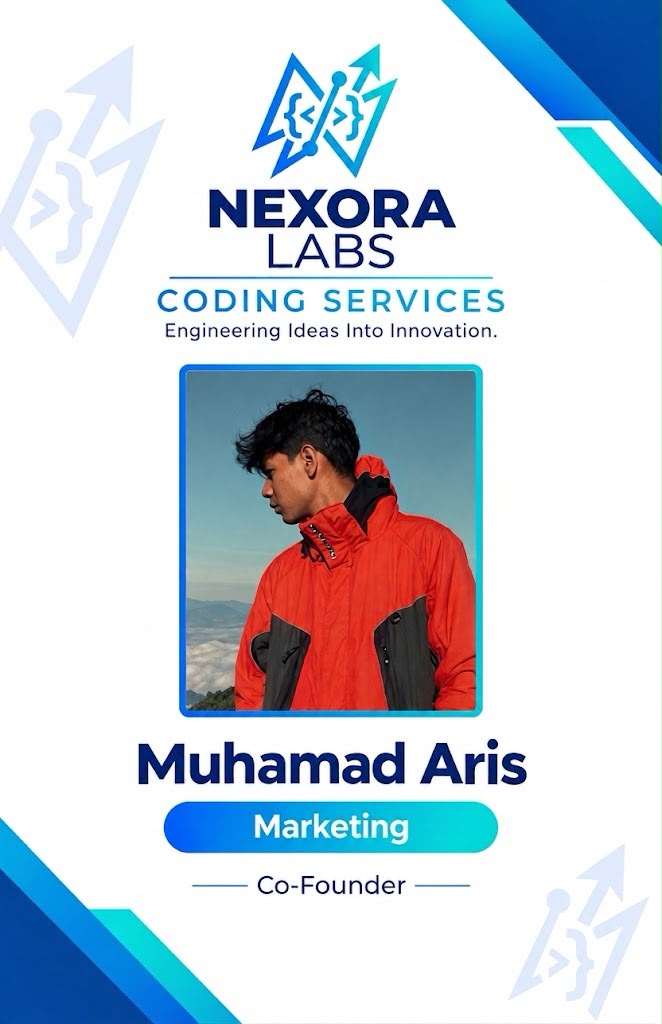 NEXORA
LABS
CODING SERVICES
Engineering Ideas Into Innovation.
Muhamad Aris
Marketing
Co-Founder